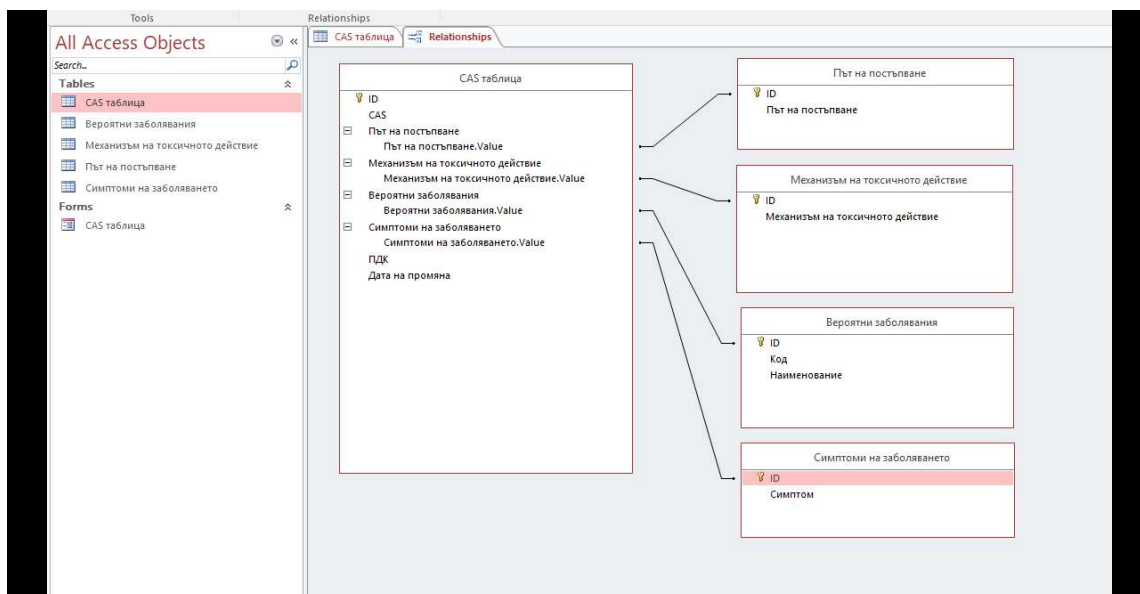 Tools
Relationships
All Access Objects
Search...
Tables
CAS таблица
Вероятни заболявания
Механизъм на токсичното действие
Път на постъпване
Симптоми на заболяването
Forms
CAS таблица
CAS таблица
Relationships
CAS таблица
ID
CAS
Път на постъпване
Път на постъпване.Value
Механизъм на токсичното действие
Механизъм на токсичното действие.Value
Вероятни заболявания
Вероятни заболявания.Value
Симптоми на заболяването
Симптоми на заболяването.Value
ПДК
Дата на промяна
Път на постъпване
ID
Път на постъпване
Механизъм на токсичното действие
ID
Механизъм на токсичното действие
Вероятни заболявания
ID
Код
Наименование
Симптоми на заболяването
ID
Симптом